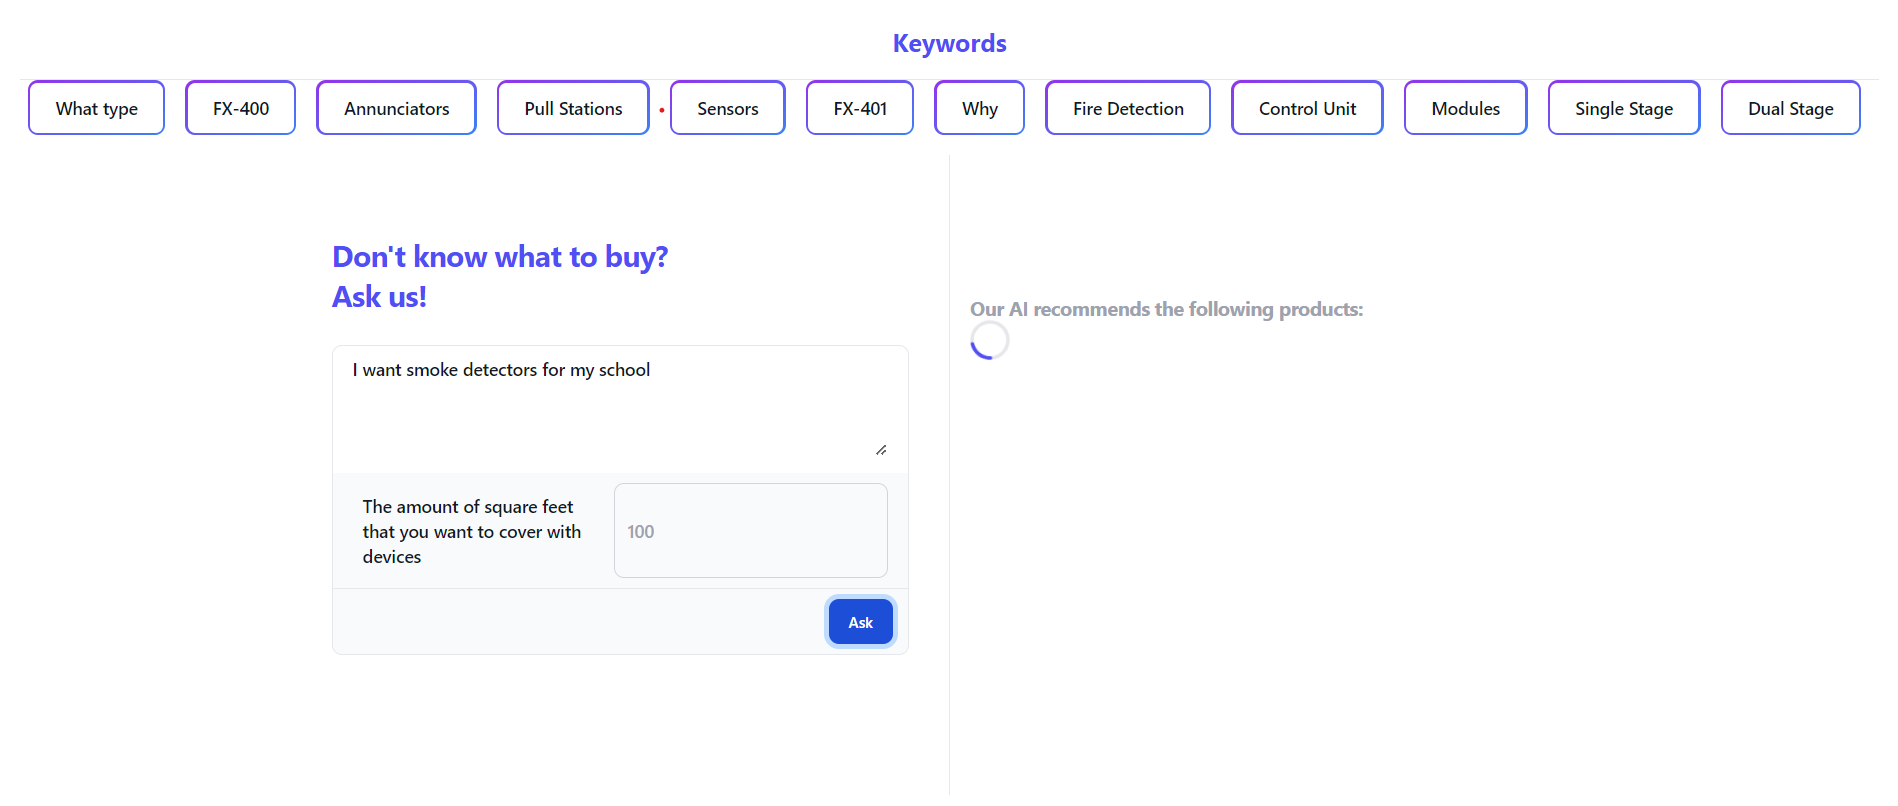 Keywords
What type FX-400 Annunciators Pull Stations Sensors FX-401 Why Fire Detection Control Unit Modules Single Stage Dual Stage
Don't know what to buy?
Ask us!
I want smoke detectors for my school
The amount of square feet
that you want to cover with
devices
100
Ask
Our AI recommends the following products: